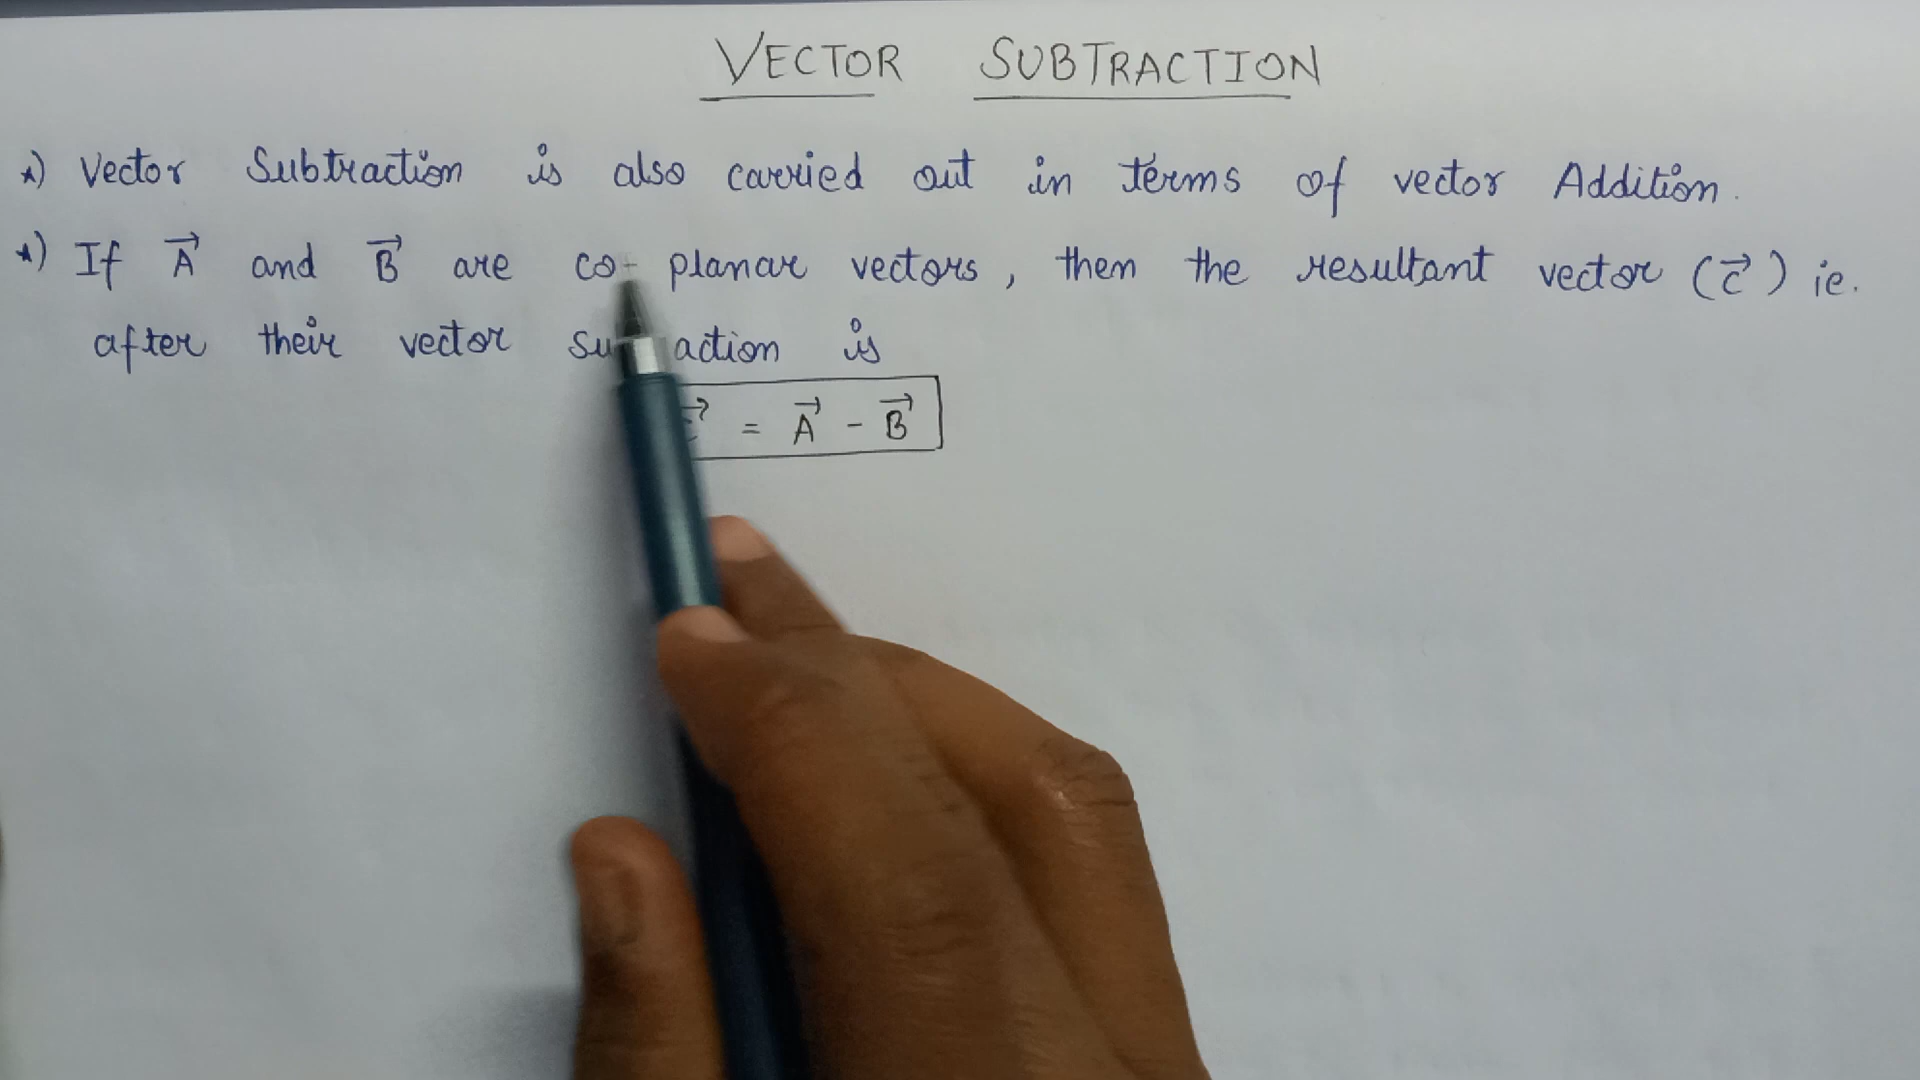 VECTOR SUBTRACTION
*) Vector Subtraction is also carried out in terms of vector Addition.
*) If A⃗ and B⃗ are co-planar vectors, then the resultant vector (C⃗) ie.
after their vector is
= A⃗ - B⃗